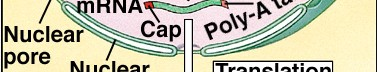 mRNA
Cap
Poly-A ta
Nuclear
pore
Nuclear
Translation